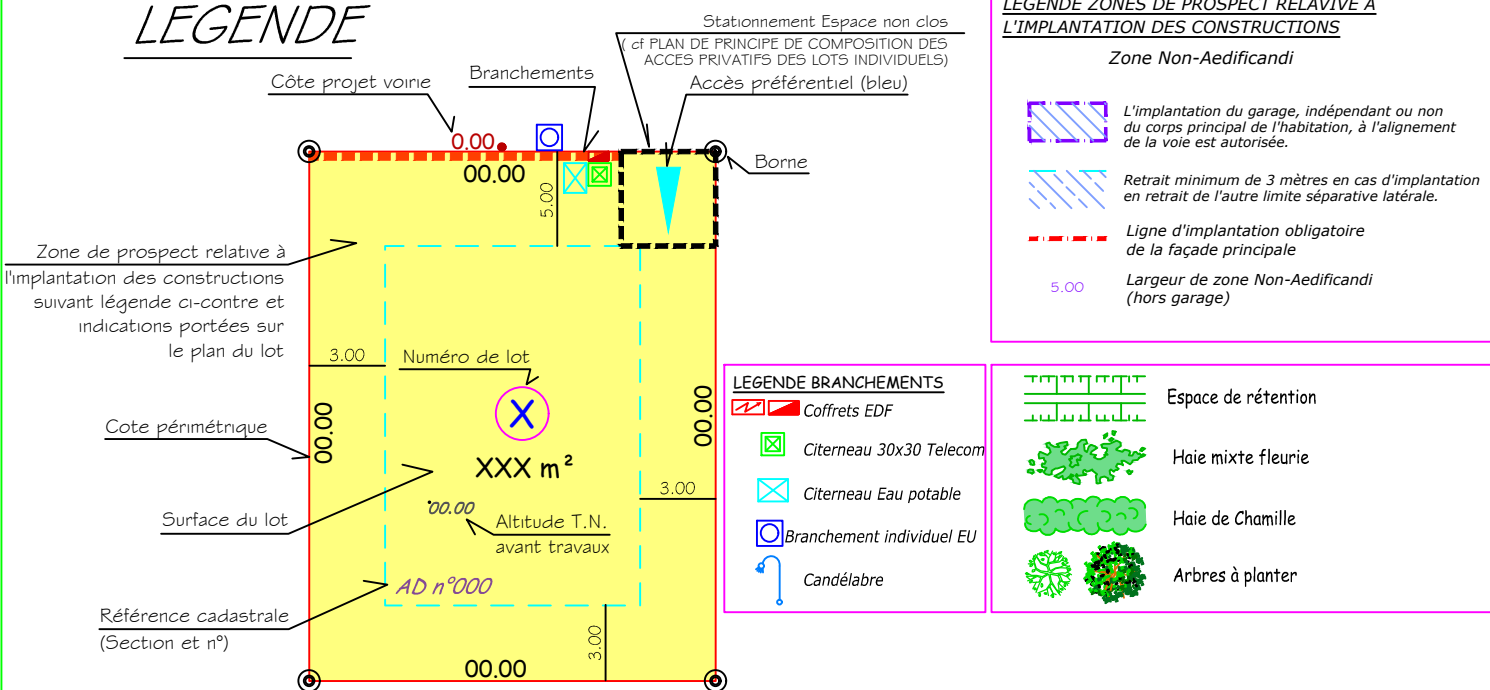 LEGENDE
Stationnement Espace non clos
( cf PLAN DE PRINCIPE DE COMPOSITION DES
ACCES PRIVATIFS DES LOTS INDIVIDUELS)
Côte projet voirie
Branchements
Accès préférentiel (bleu)
0.00
00.00
5.00
Borne
Zone de prospect relative à
l'implantation des constructions
suivant légende ci-contre et
indications portées sur
le plan du lot
3.00
Numéro de lot
X
00.00
00.00
Cote périmétrique
XXX m²
3.00
00.00
Surface du lot
Altitude T.N.
avant travaux
AD n°000
Référence cadastrale
(Section et n°)
3.00
00.00
LEGENDE ZONES DE PROSPECT RELAVIVE A
L'IMPLANTATION DES CONSTRUCTIONS
Zone Non-Aedificandi
L'implantation du garage, indépendant ou non
du corps principal de l'habitation, à l'alignement
de la voie est autorisée.
Retrait minimum de 3 mètres en cas d'implantation
en retrait de l'autre limite séparative latérale.
Ligne d'implantation obligatoire
de la façade principale
5.00
Largeur de zone Non-Aedificandi
(hors garage)
LEGENDE BRANCHEMENTS
Coffrets EDF
Citerneau 30x30 Telecom
Citerneau Eau potable
Branchement individuel EU
Candélabre
Espace de rétention
Haie mixte fleurie
Haie de Chamille
Arbres à planter